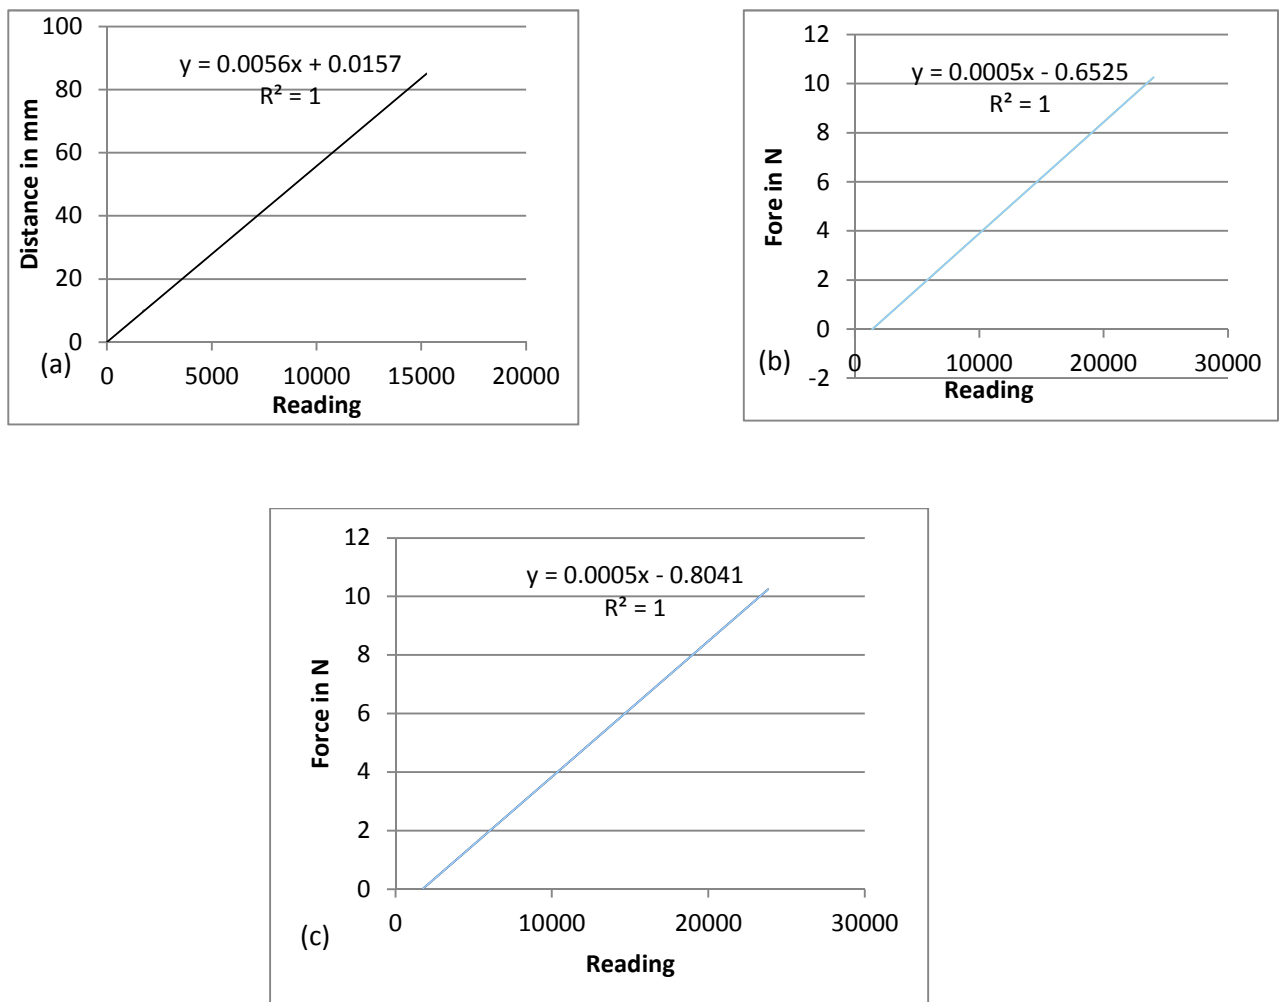 100
80
60
40
20
0
Distance in mm
y = 0.0056x + 0.0157
R² = 1
0 5000 10000 15000 20000
Reading
(a)
12
10
8
6
4
2
0
-2
Fore in N
y = 0.0005x - 0.6525
R² = 1
0 10000 20000 30000
Reading
(b)
12
10
8
6
4
2
0
Force in N
y = 0.0005x - 0.8041
R² = 1
0 10000 20000 30000
Reading
(c)